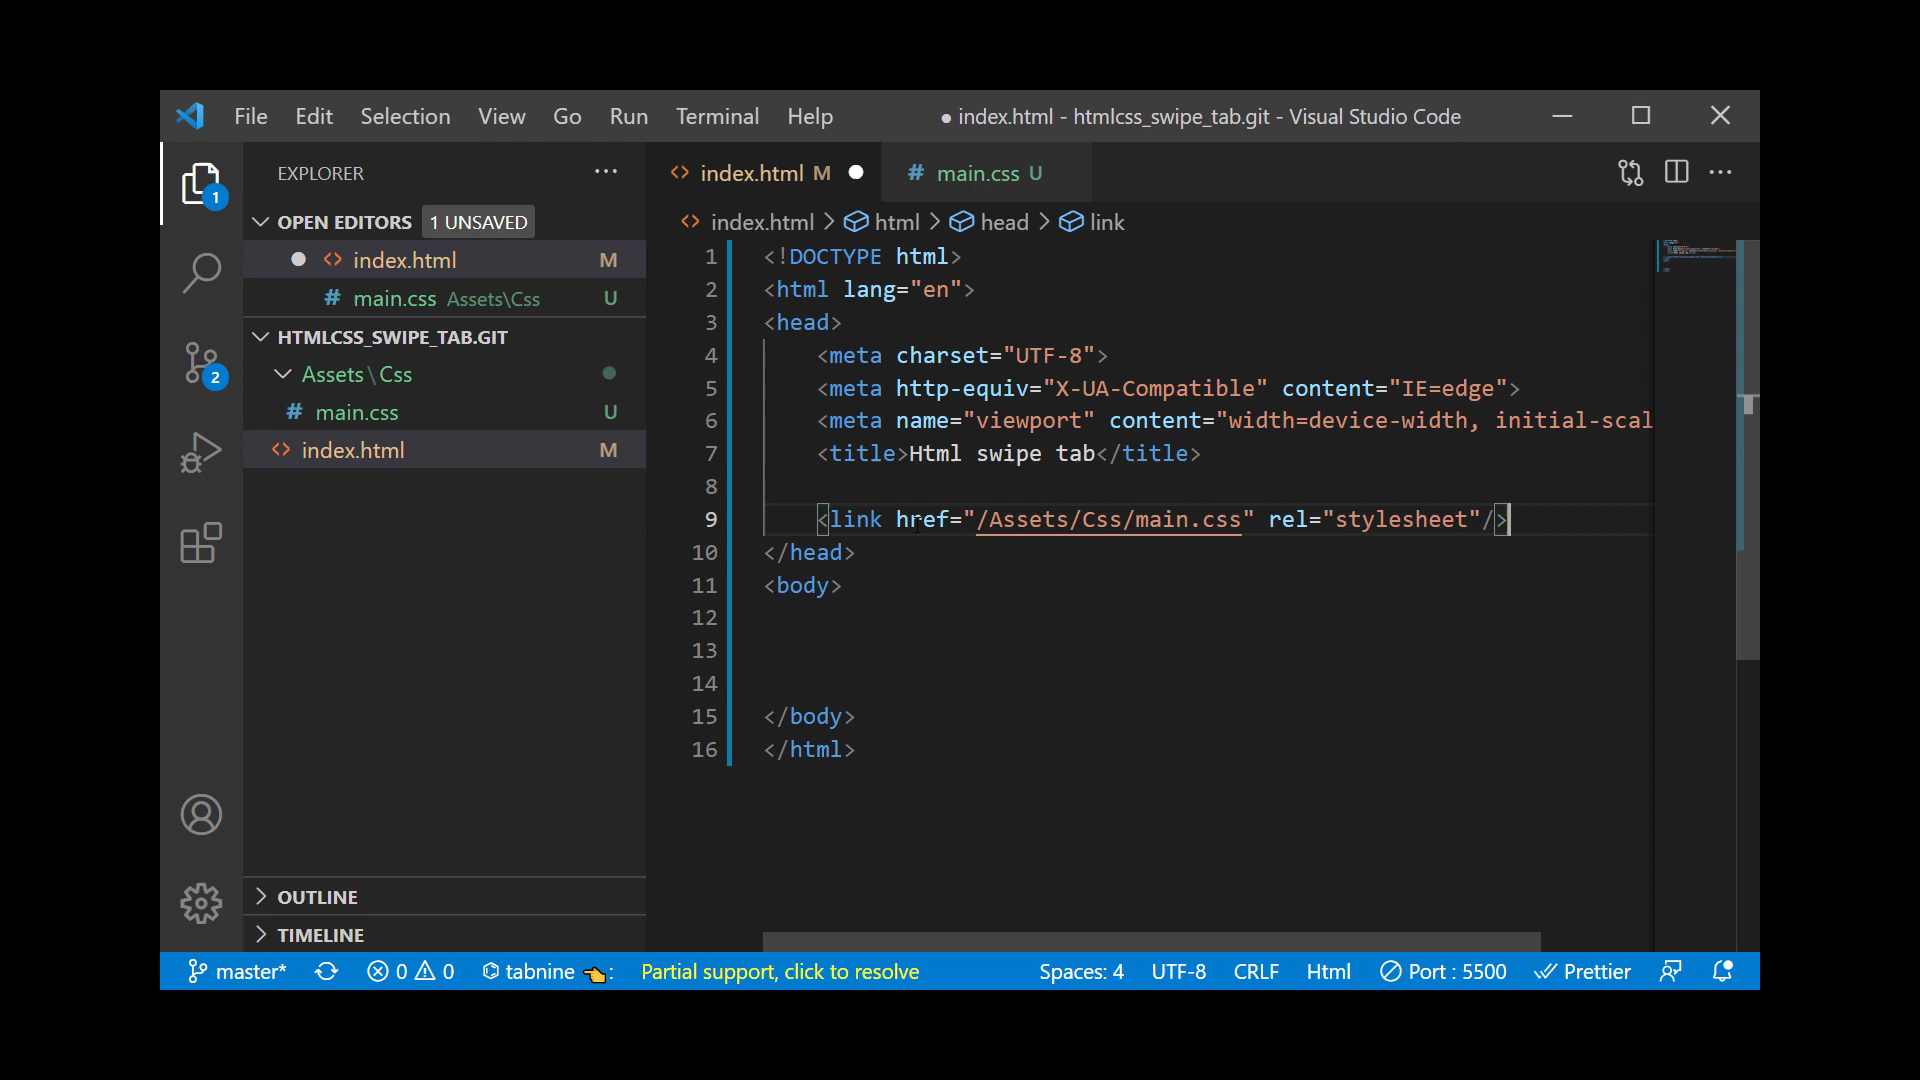 File Edit Selection View Go Run Terminal Help
● index.html - htmlcss_swipe_tab.git - Visual Studio Code
EXPLORER
OPEN EDITORS 1 UNSAVED
index.html M
# main.css Assets\Css U
HTMLCSS_SWIPE_TAB.GIT
Assets \ Css
# main.css U
<> index.html M
OUTLINE
TIMELINE
1
2
<> index.html M
# main.css U
<> index.html > html > head > link
1 <!DOCTYPE html>
2 <html lang="en">
3 <head>
4 <meta charset="UTF-8">
5 <meta http-equiv="X-UA-Compatible" content="IE=edge">
6 <meta name="viewport" content="width=device-width, initial-scal
7 <title>Html swipe tab</title>
8
9 <link href="/Assets/Css/main.css" rel="stylesheet"/>
10 </head>
11 <body>
12
13
14
15 </body>
16 </html>
master* 0 0 tabnine : Partial support, click to resolve Spaces: 4 UTF-8 CRLF Html Port : 5500 Prettier